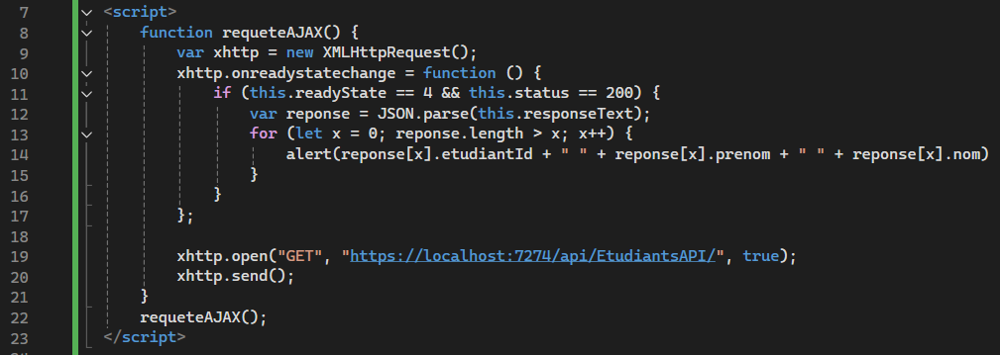 7 <script>
8 function requeteAJAX() {
9 var xhttp = new XMLHttpRequest();
10 xhttp.onreadystatechange = function () {
11 if (this.readyState == 4 && this.status == 200) {
12 var reponse = JSON.parse(this.responseText);
13 for (let x = 0; reponse.length > x; x++) {
14 alert(reponse[x].etudiantId + " " + reponse[x].prenom + " " + reponse[x].nom)
15 }
16 }
17 };
18
19 xhttp.open("GET", "https://localhost:7274/api/EtudiantsAPI/", true);
20 xhttp.send();
21 }
22 requeteAJAX();
23 </script>